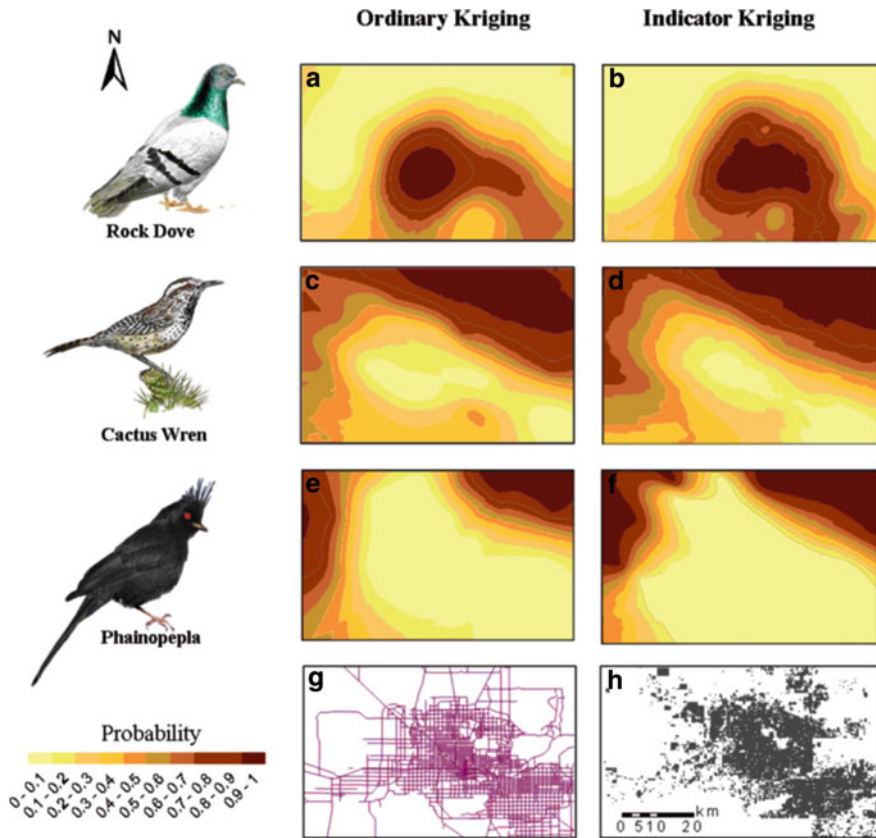 Ordinary Kriging Indicator Kriging
N
a b
Rock Dove
c d
Cactus Wren
e f
Phainopepla
g h
Probability
0 - 0.1 0.1 - 0.2 0.2 - 0.3 0.3 - 0.4 0.4 - 0.5 0.5 - 0.6 0.6 - 0.7 0.7 - 0.8 0.8 - 0.9 0.9 - 1
km
0 5 10 20